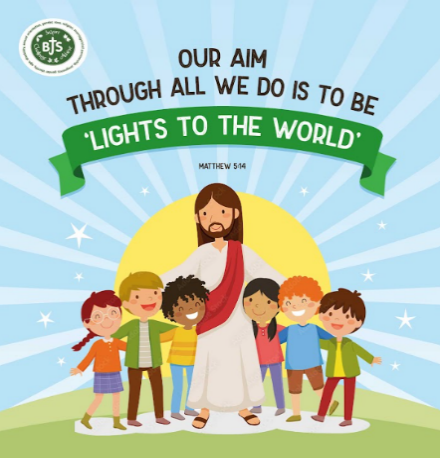 BJS
OUR AIM
THROUGH ALL WE DO IS TO BE
'LIGHTS TO THE WORLD'
MATTHEW 5:14